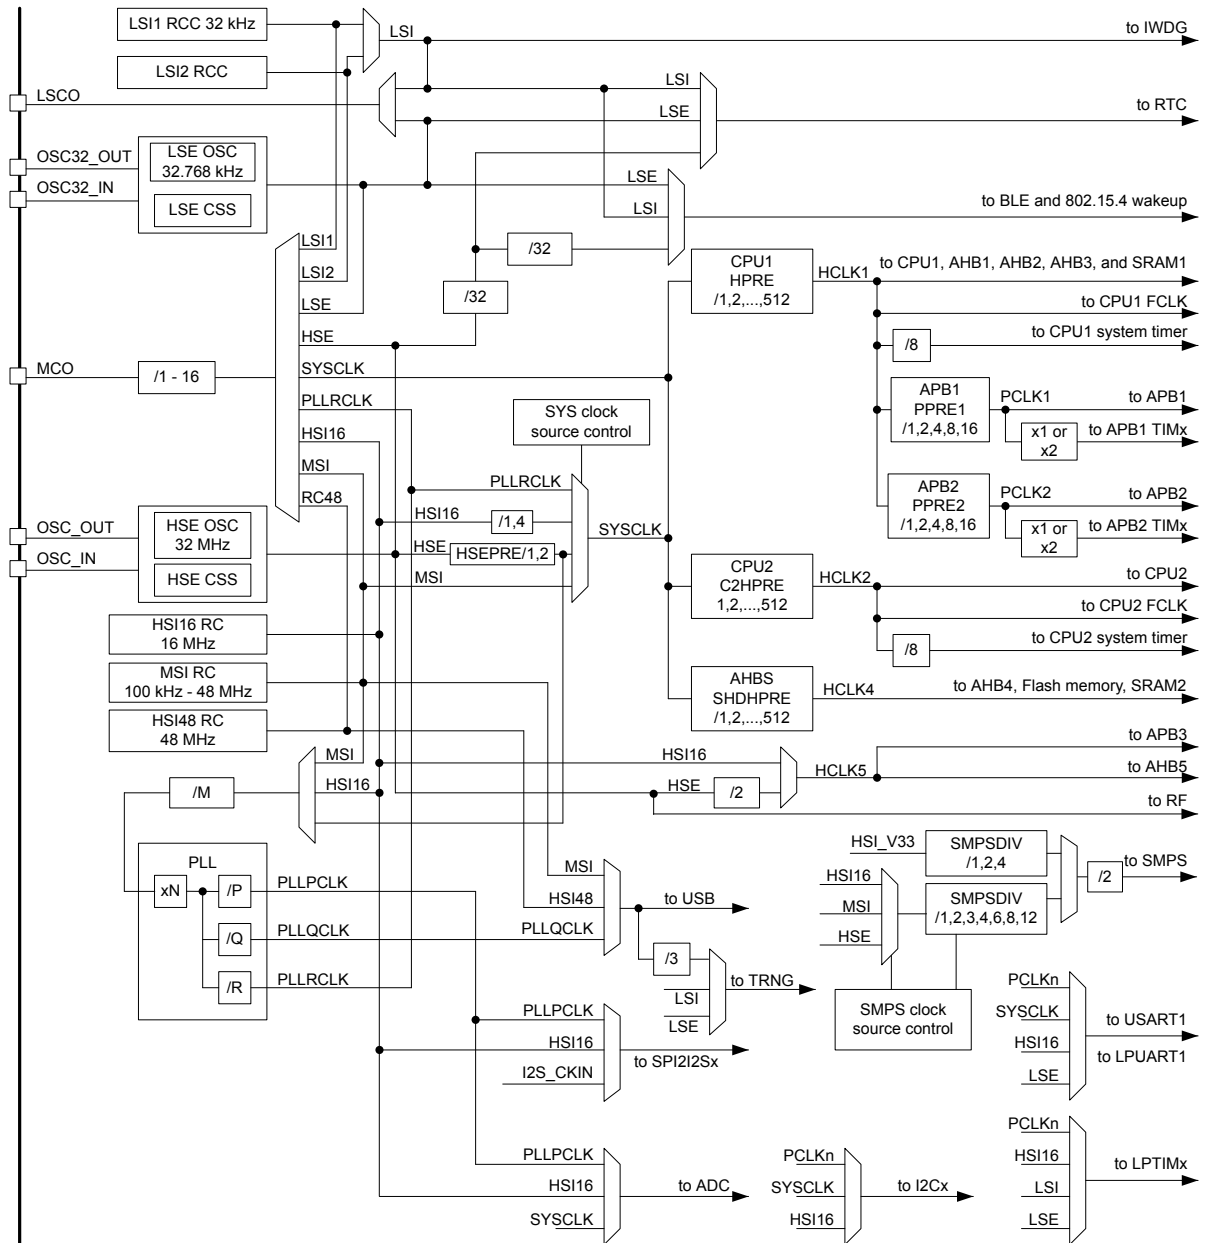 LSI1 RCC 32 kHz
LSI
to IWDG
LSI2 RCC
LSI
LSCO
LSE
to RTC
OSC32_OUT
LSE OSC
32.768 kHz
OSC32_IN
LSE CSS
LSE
LSI
to BLE and 802.15.4 wakeup
LSI1
/32
LSI2
/32
LSE
HSE
CPU1
HPRE
/1,2,...,512
HCLK1
to CPU1, AHB1, AHB2, AHB3, and SRAM1
to CPU1 FCLK
/8
to CPU1 system timer
MCO
/1 - 16
SYSCLK
PLLRCLK
HSI16
MSI
RC48
SYS clock
source control
APB1
PPRE1
/1,2,4,8,16
PCLK1
to APB1
x1 or
x2
to APB1 TIMx
PLLRCLK
HSI16
/1,4
SYSCLK
APB2
PPRE2
/1,2,4,8,16
PCLK2
to APB2
x1 or
x2
to APB2 TIMx
OSC_OUT
HSE OSC
32 MHz
OSC_IN
HSE CSS
HSE
HSEPRE/1,2
MSI
CPU2
C2HPRE
1,2,...,512
HCLK2
to CPU2
to CPU2 FCLK
/8
to CPU2 system timer
HSI16 RC
16 MHz
MSI RC
100 kHz - 48 MHz
HSI48 RC
48 MHz
AHBS
SHDHPRE
/1,2,...,512
HCLK4
to AHB4, Flash memory, SRAM2
MSI
HSI16
/M
HSI16
HSE
/2
HCLK5
to APB3
to AHB5
to RF
PLL
xN
/P
PLLPCLK
/Q
PLLQCLK
/R
PLLRCLK
MSI
HSI48
PLLQCLK
to USB
/3
LSI
LSE
to TRNG
HSI_V33
SMPSDIV
/1,2,4
HSI16
MSI
HSE
SMPSDIV
/1,2,3,4,6,8,12
/2
to SMPS
SMPS clock
source control
PLLPCLK
HSI16
I2S_CKIN
to SPI2I2Sx
PCLKn
SYSCLK
HSI16
LSE
to USART1
to LPUART1
PLLPCLK
HSI16
SYSCLK
to ADC
PCLKn
SYSCLK
HSI16
to I2Cx
PCLKn
HSI16
LSI
LSE
to LPTIMx